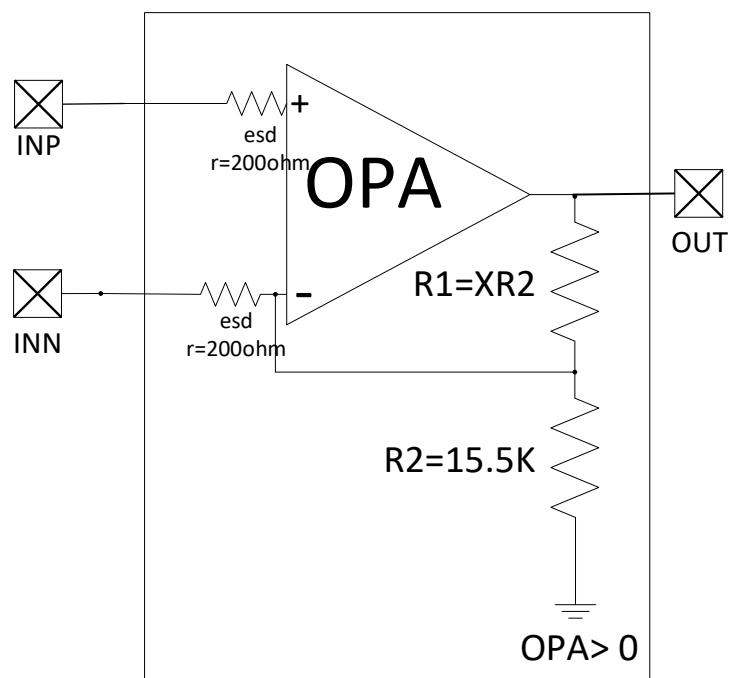 INP
+
esd
r=200ohm
OPA
OUT
R1=XR2
INN
-
esd
r=200ohm
R2=15.5K
OPA> 0